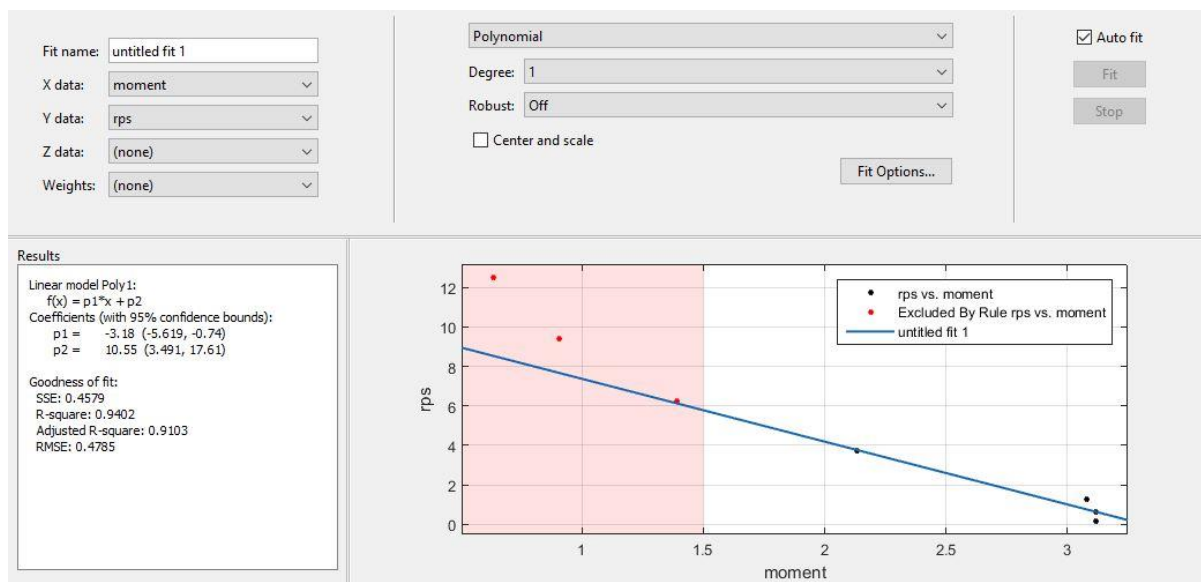 Fit name: untitled fit 1
X data: moment
Y data: rps
Z data: (none)
Weights: (none)
Polynomial
Degree: 1
Robust: Off
Center and scale
Fit Options...
Auto fit
Fit
Stop
Results
Linear model Poly1:
f(x) = p1*x + p2
Coefficients (with 95% confidence bounds):
p1 = -3.18 (-5.619, -0.74)
p2 = 10.55 (3.491, 17.61)
Goodness of fit:
SSE: 0.4579
R-square: 0.9402
Adjusted R-square: 0.9103
RMSE: 0.4785
rps vs. moment
Excluded By Rule rps vs. moment
untitled fit 1
12
10
8
6
4
2
0
rps
1 1.5 2 2.5 3
moment